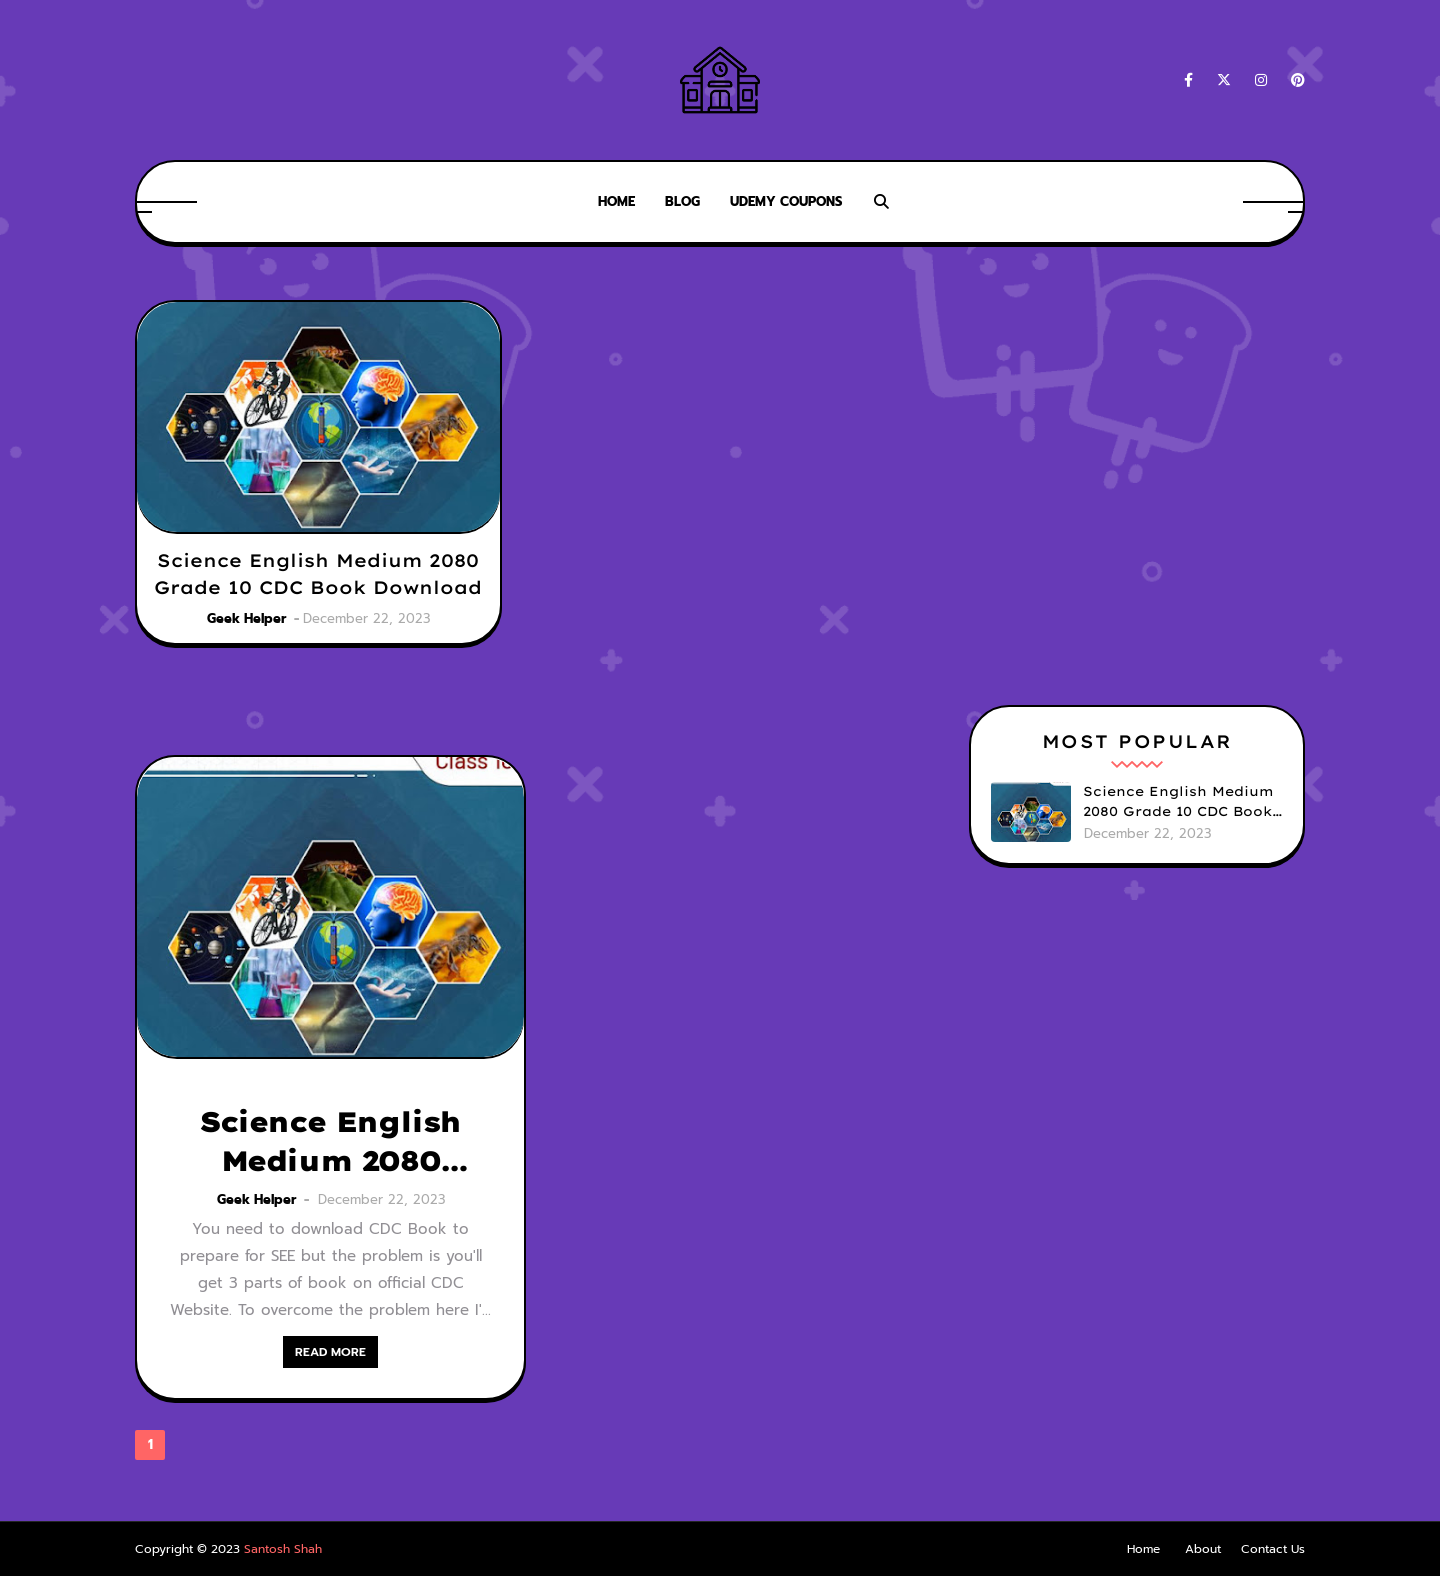 HOME
BLOG
UDEMY COUPONS
Science English Medium 2080
Grade 10 CDC Book Download
Geek Helper - December 22, 2023
MOST POPULAR
Science English Medium
2080 Grade 10 CDC Book...
December 22, 2023
Class
Science English
Medium 2080...
Geek Helper - December 22, 2023
You need to download CDC Book to
prepare for SEE but the problem is you'll
get 3 parts of book on official CDC
Website. To overcome the problem here I'...
READ MORE
1
Copyright © 2023 Santosh Shah
Home
About
Contact Us